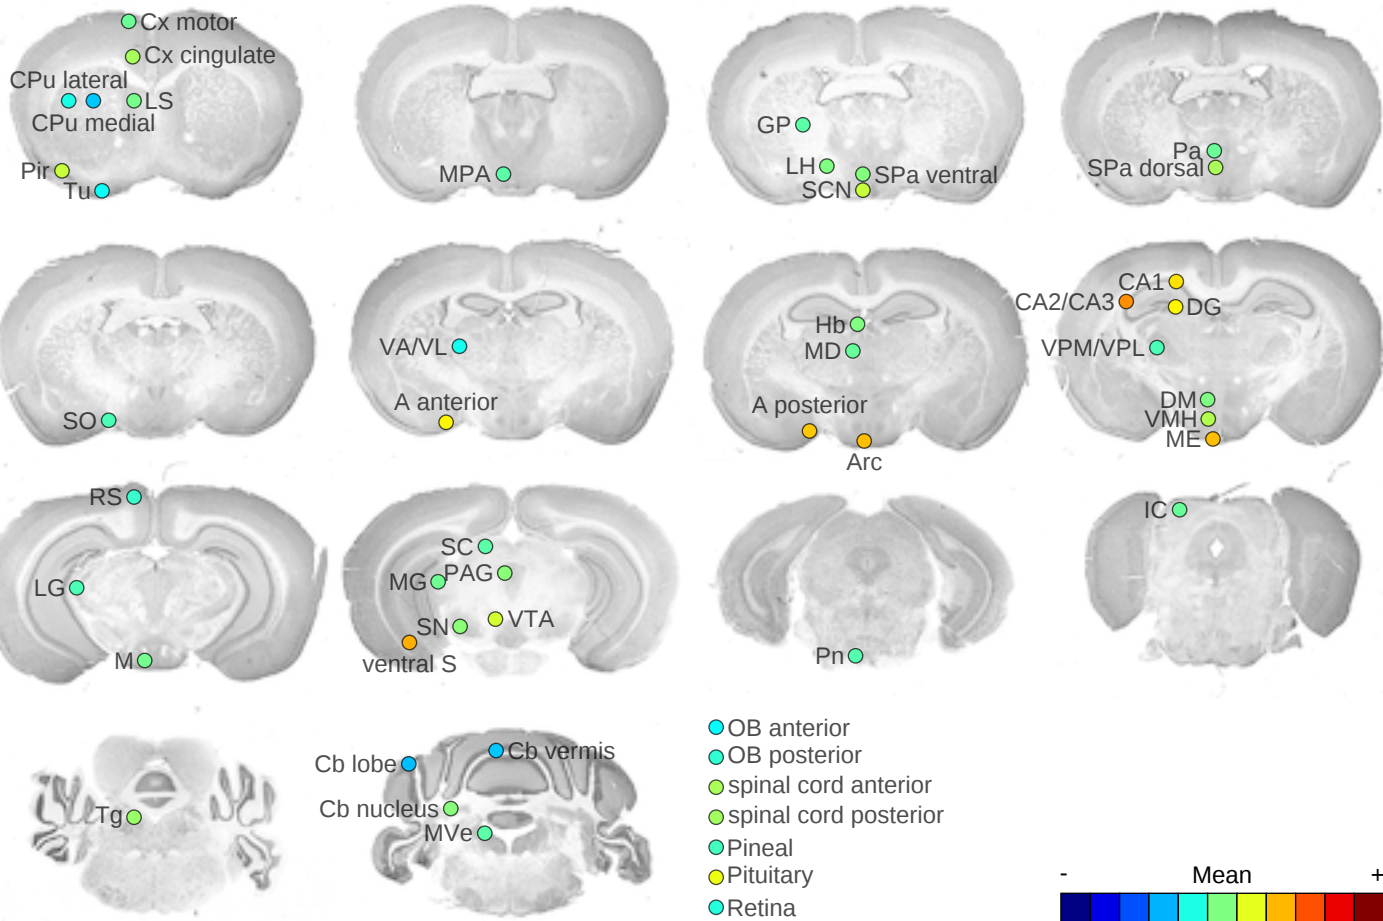 Cx motor
Cx cingulate
CPu lateral
LS
CPu medial
Pir
Tu
MPA
GP
LH
SPa ventral
SCN
Pa
SPa dorsal
SO
VA/VL
A anterior
Hb
MD
A posterior
Arc
CA1
CA2/CA3
DG
VPM/VPL
DM
VMH
ME
RS
LG
M
SC
PAG
MG
VTA
SN
ventral S
Pn
IC
Tg
Cb lobe
Cb vermis
Cb nucleus
MVe
OB anterior
OB posterior
spinal cord anterior
spinal cord posterior
Pineal
Pituitary
Retina
- Mean +